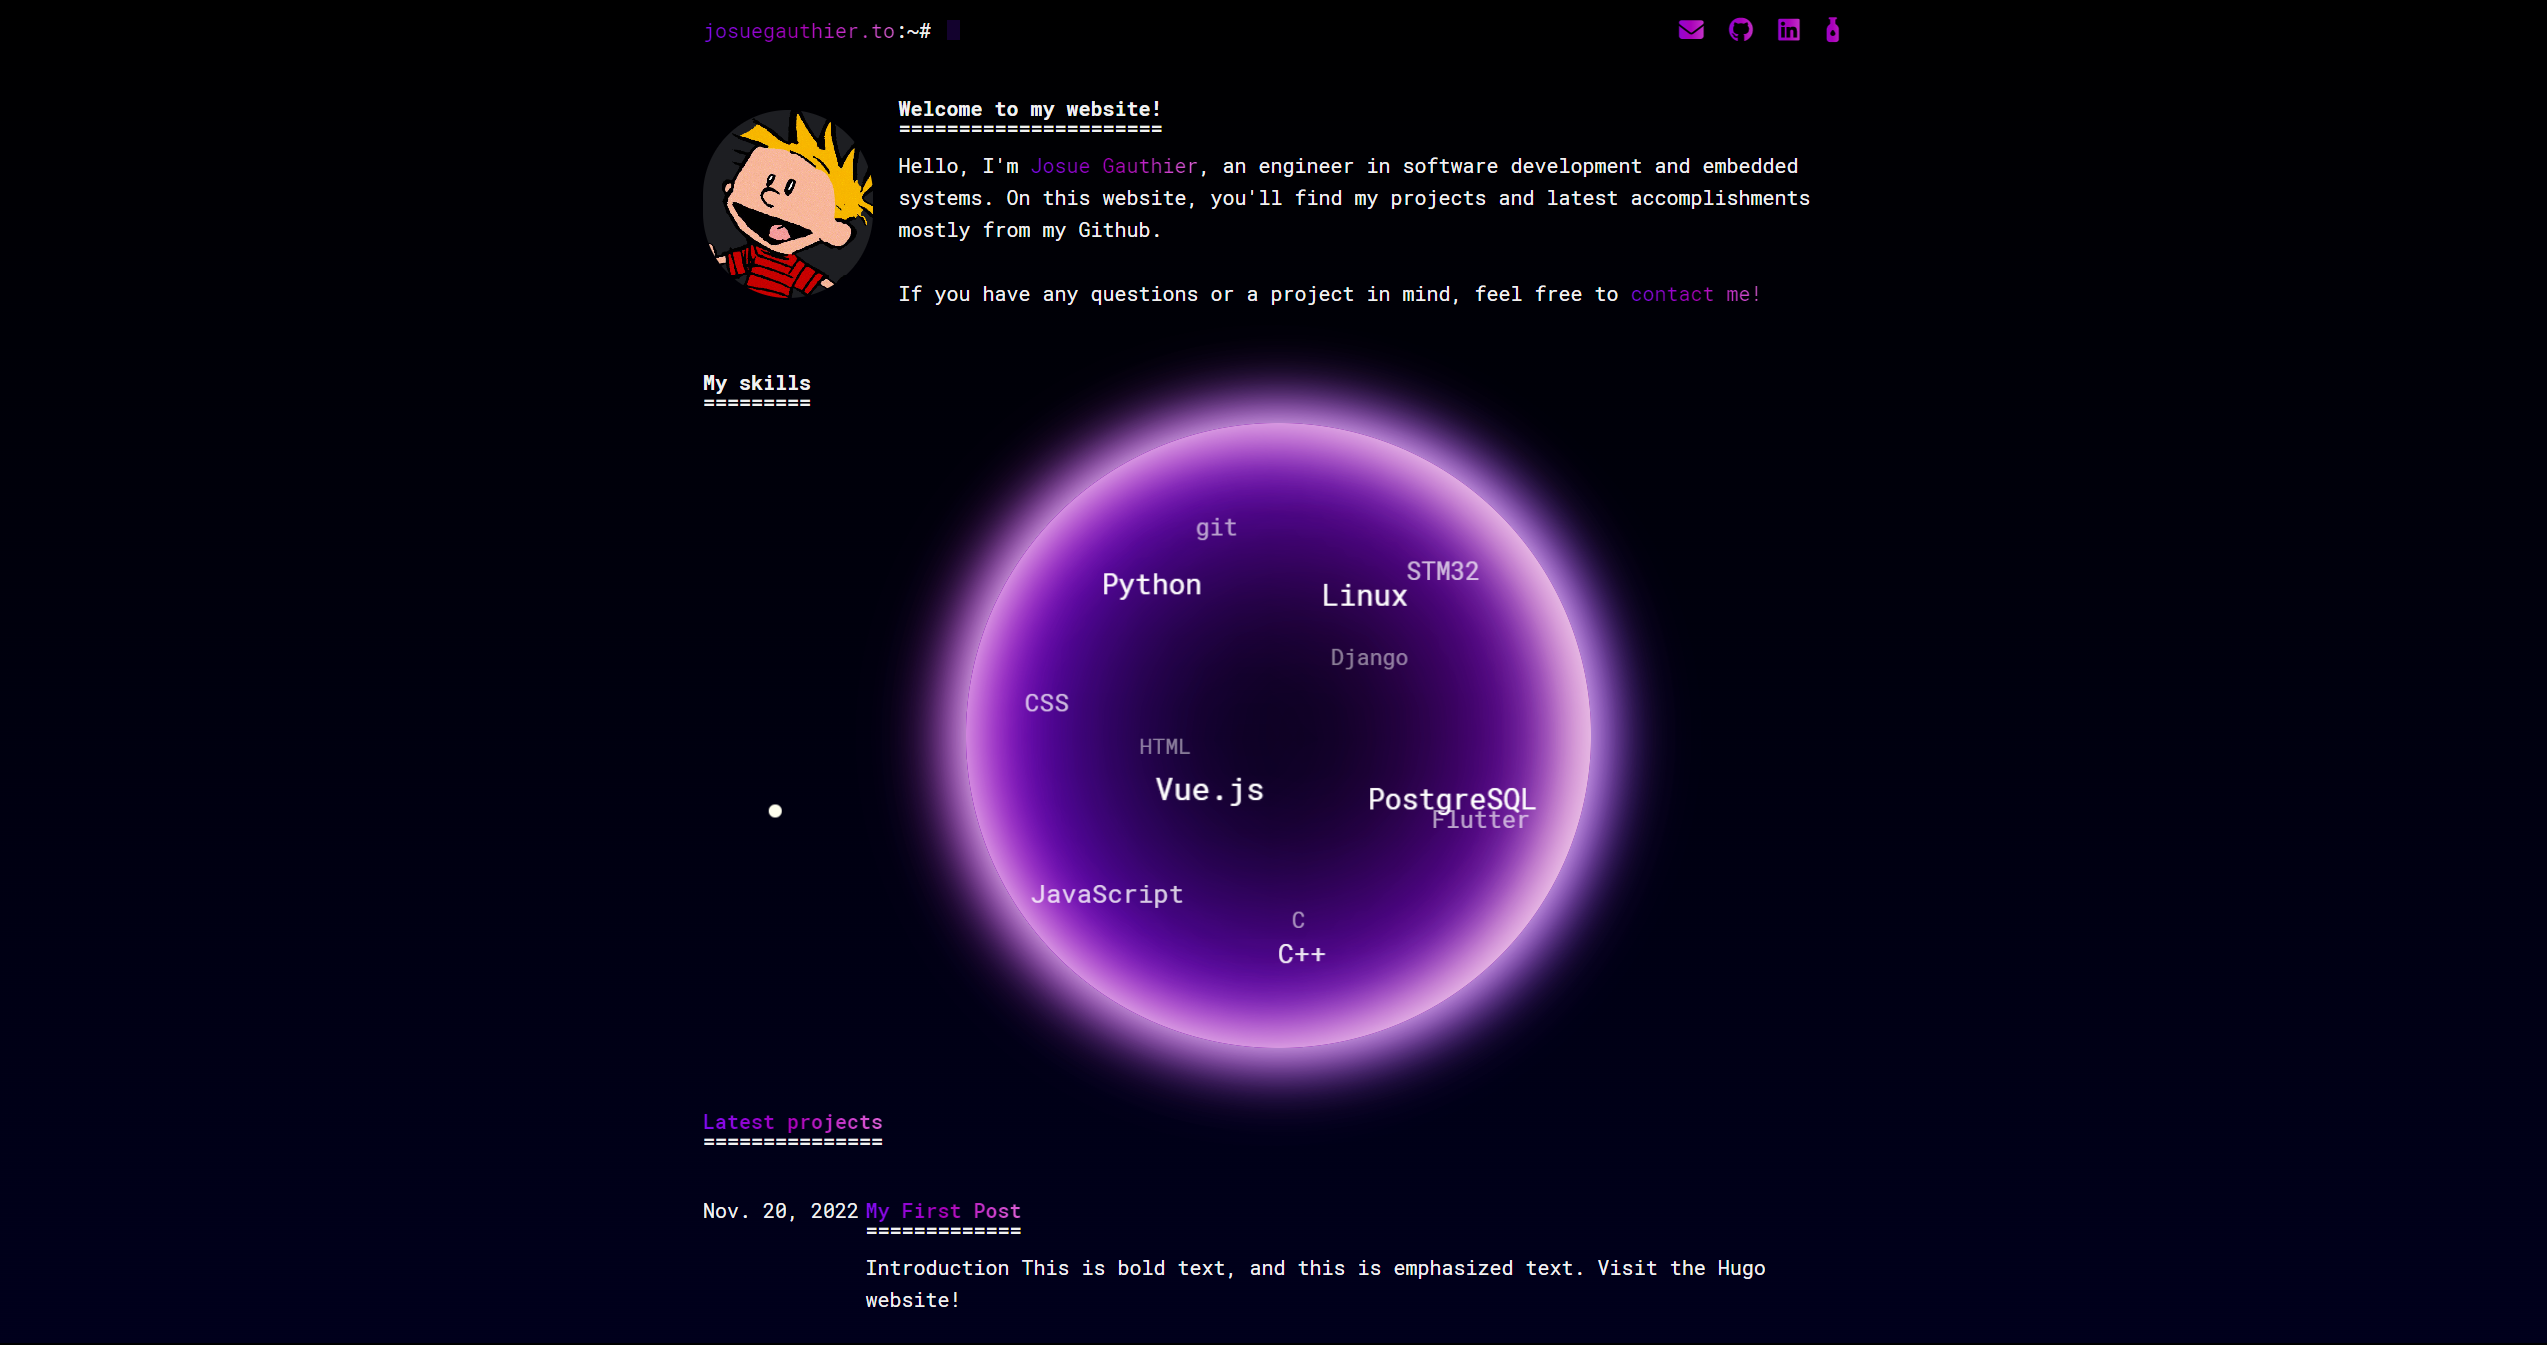 josuegauthier.to:~#
Welcome to my website!
======================
Hello, I'm Josue Gauthier, an engineer in software development and embedded
systems. On this website, you'll find my projects and latest accomplishments
mostly from my Github.
If you have any questions or a project in mind, feel free to contact me!
My skills
=========
git
STM32
Python
Linux
Django
CSS
HTML
Vue.js
PostgreSQL
Flutter
JavaScript
C
C++
Latest projects
===============
Nov. 20, 2022 My First Post
=============
Introduction This is bold text, and this is emphasized text. Visit the Hugo
website!